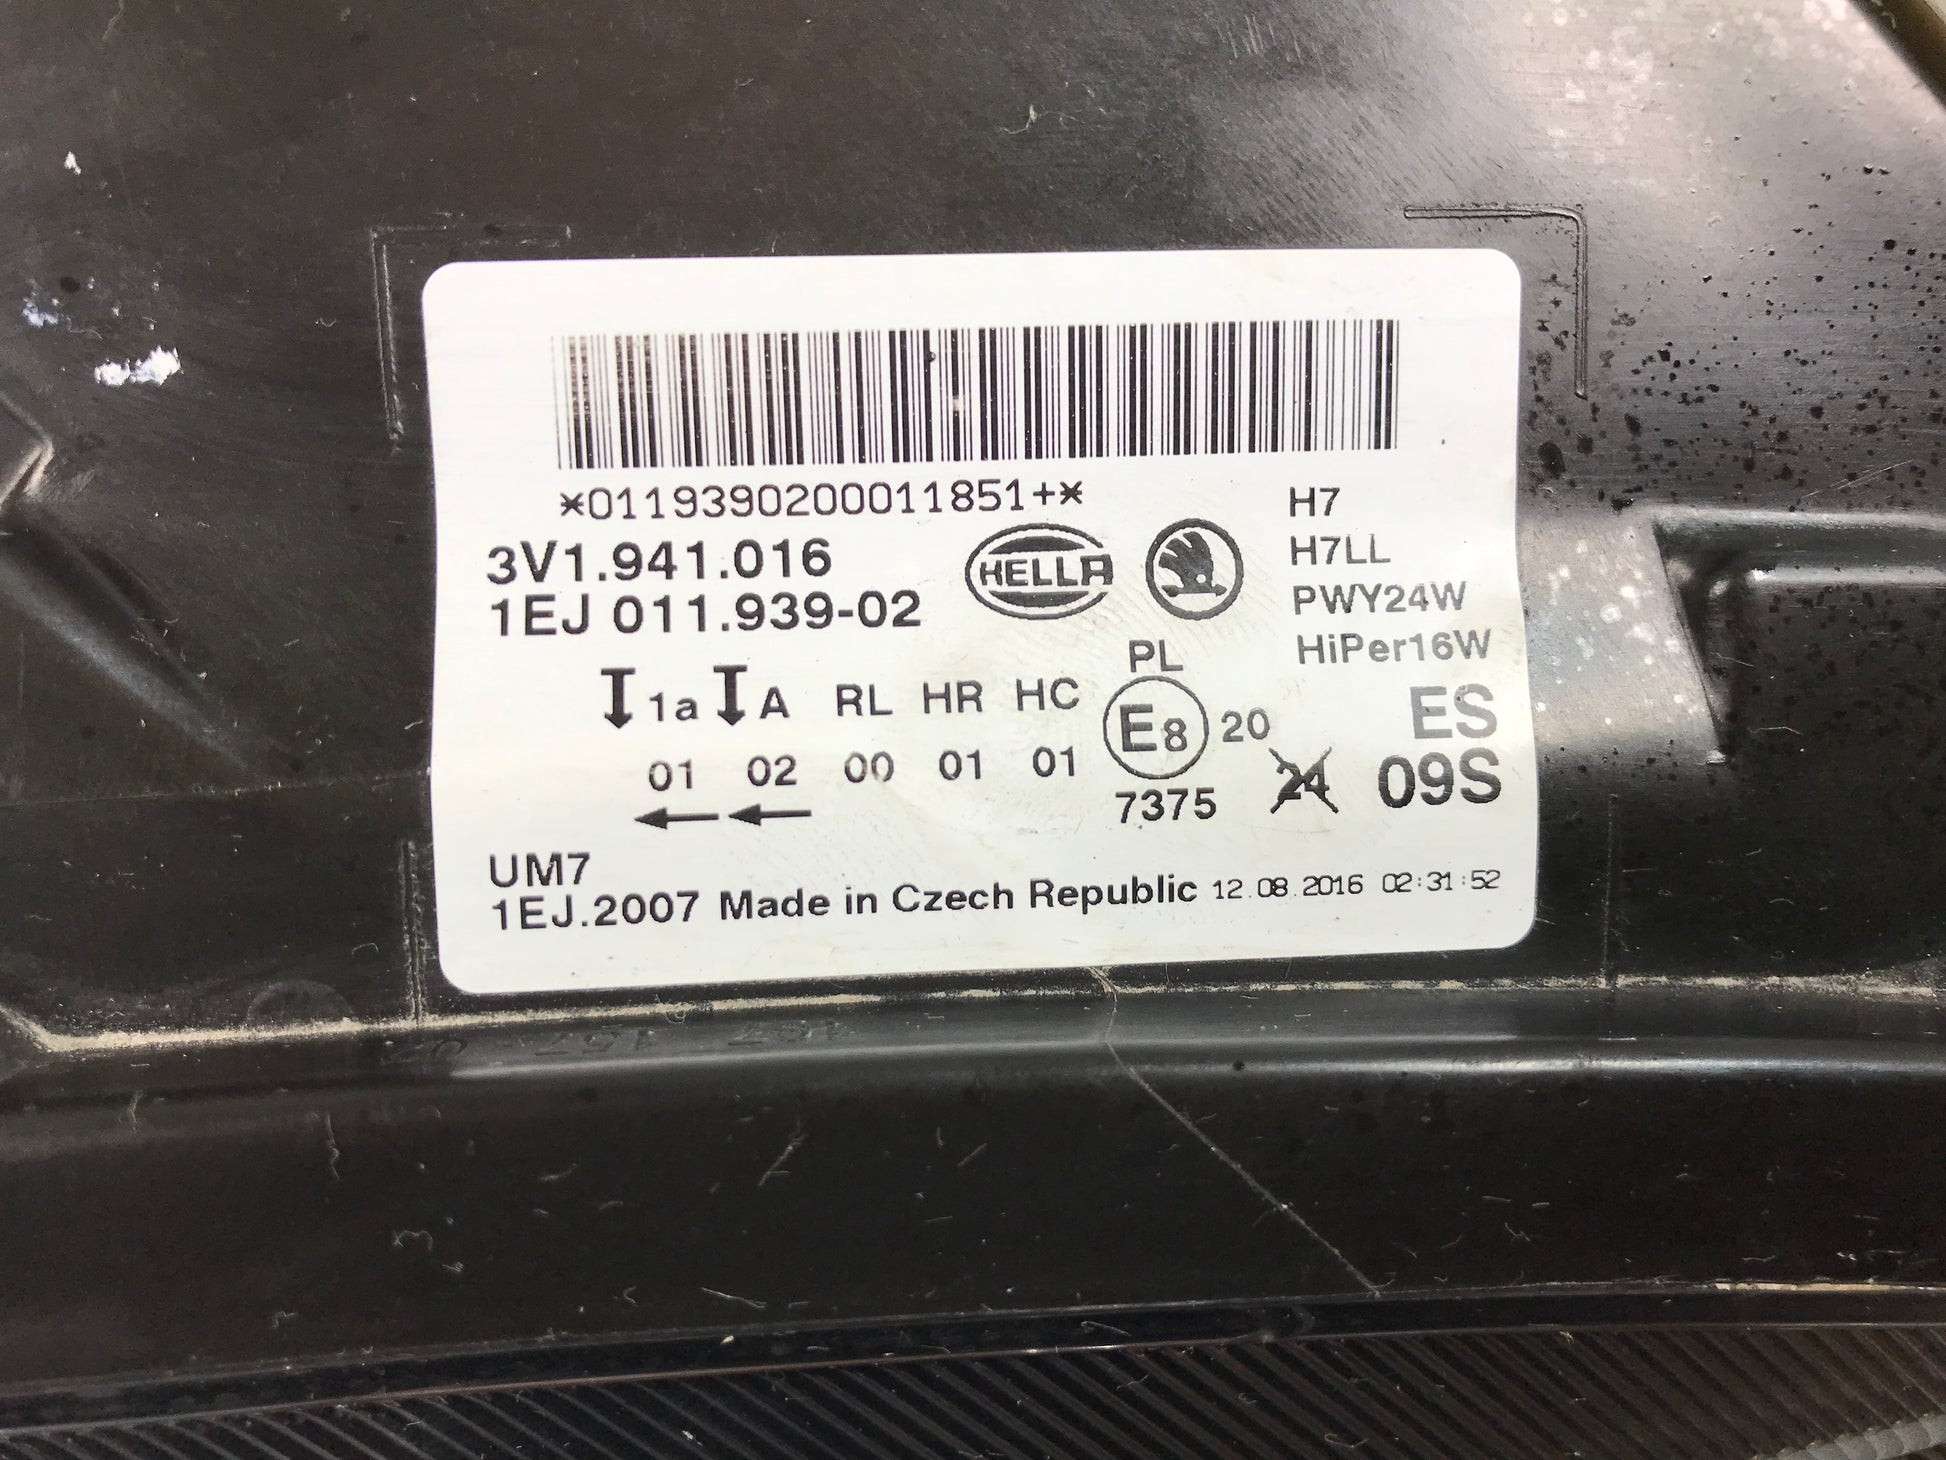 *0119390200011851+*
3V1.941.016
1EJ 011.939-02
HELLA
H7
H7LL
PWY24W
HiPer16W
1a A RL HR HC
01 02 00 01 01
PL
E8 20
7375
24
ES
09S
UM7
1EJ.2007 Made in Czech Republic 12.08.2016 02:31:52